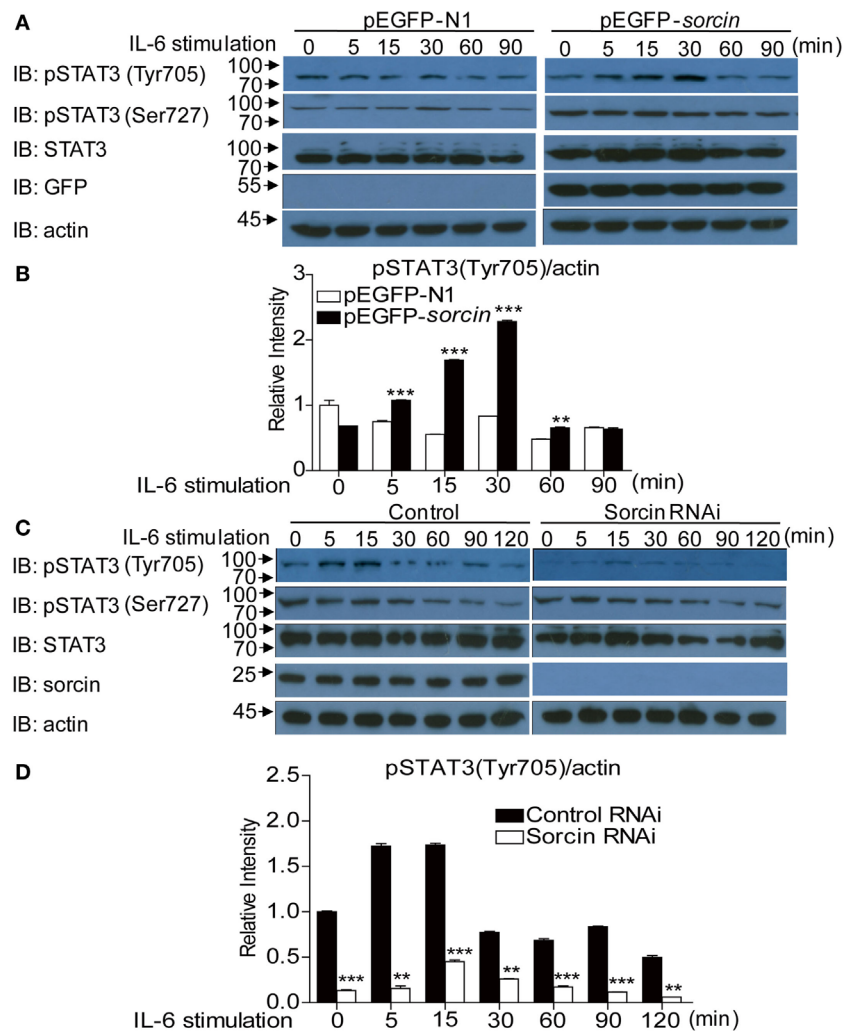 A pEGFP-N1 pEGFP-sorcin
IL-6 stimulation 0 5 15 30 60 90 0 5 15 30 60 90 (min)
IB: pSTAT3 (Tyr705) 100 70
IB: pSTAT3 (Ser727) 100 70
IB: STAT3 100 70
IB: GFP 55
IB: actin 45
B
pSTAT3(Tyr705)/actin
Relative Intensity
3
2
1
0
pEGFP-N1
pEGFP-sorcin
*** *** *** **
IL-6 stimulation 0 5 15 30 60 90 (min)
C Control Sorcin RNAi
IL-6 stimulation 0 5 15 30 60 90 120 0 5 15 30 60 90 120 (min)
IB: pSTAT3 (Tyr705) 100 70
IB: pSTAT3 (Ser727) 100 70
IB: STAT3 100 70
IB: sorcin 25
IB: actin 45
D
pSTAT3(Tyr705)/actin
Relative Intensity
2.5
2.0
1.5
1.0
0.5
0.0
Control RNAi
Sorcin RNAi
*** ** *** ** *** *** **
IL-6 stimulation 0 5 15 30 60 90 120 (min)